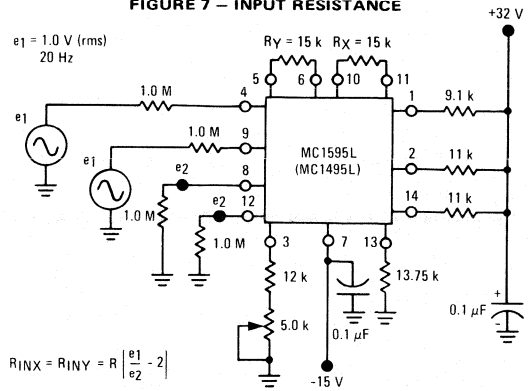 FIGURE 7 – INPUT RESISTANCE
+32 V
e1 = 1.0 V (rms)
20 Hz
RY = 15 k
RX = 15 k
5
6
10
11
1.0 M
4
1
9.1 k
e1
1.0 M
9
e1
MC1595L
(MC1495L)
2
11 k
e2
8
14
11 k
1.0 M
e2
12
1.0 M
3
7
13
12 k
13.75 k
5.0 k
0.1 µF
+
0.1 µF
-
RINX = RINY = R | e1/e2 - 2 |
-15 V